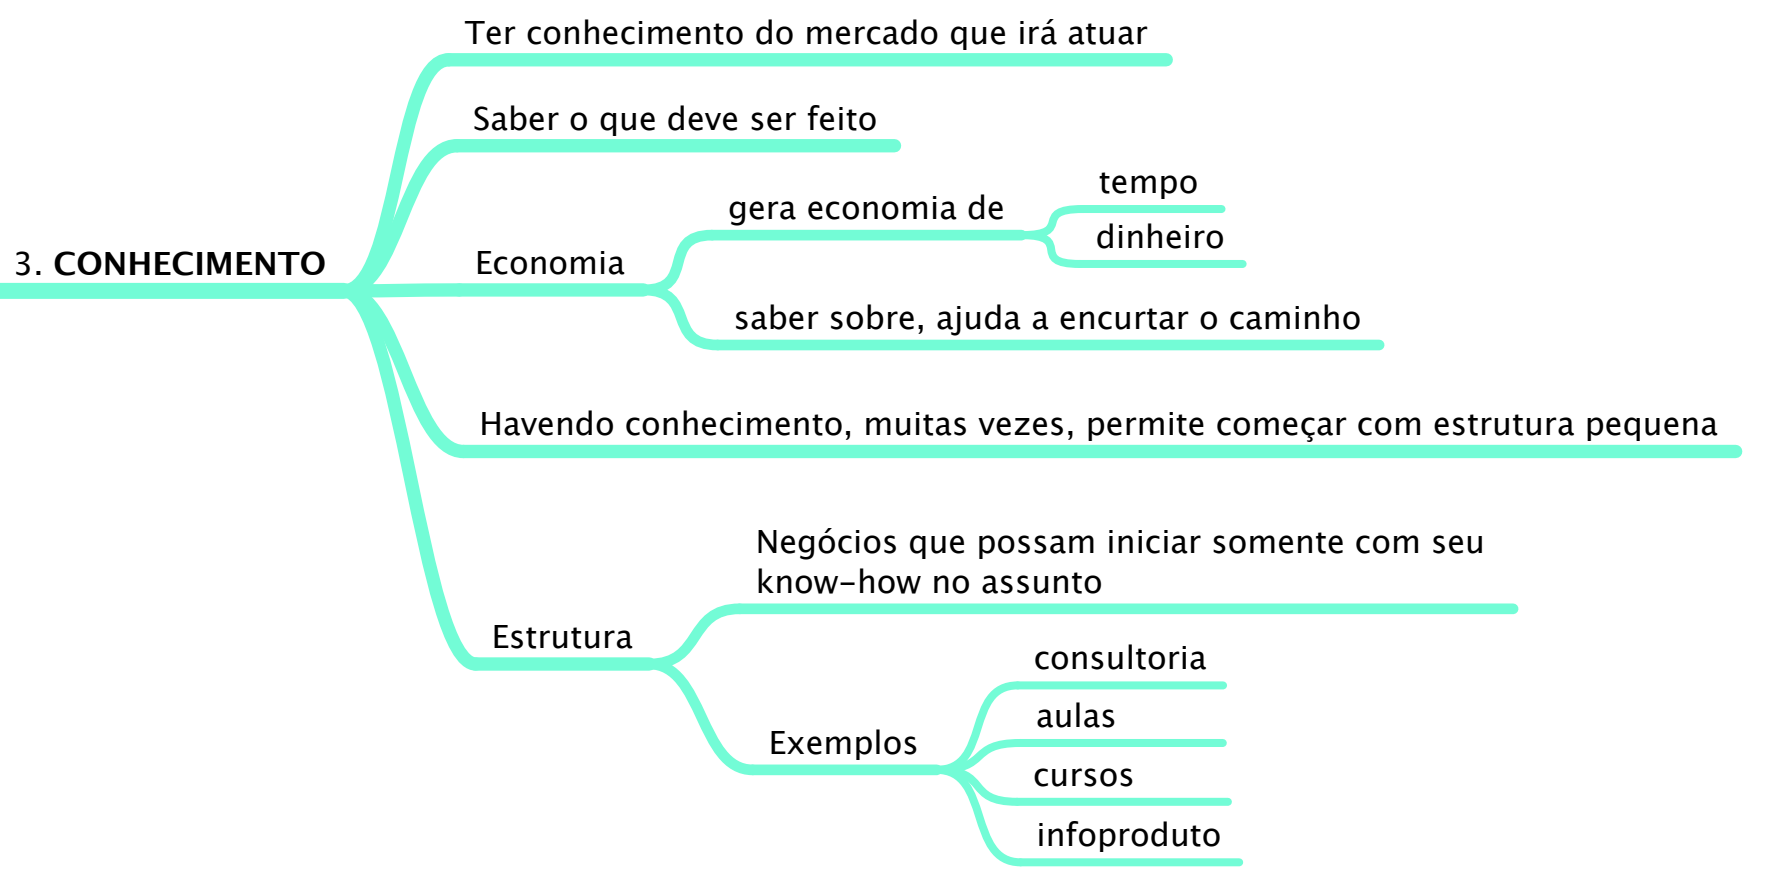 Ter conhecimento do mercado que irá atuar
Saber o que deve ser feito
tempo
gera economia de
dinheiro
3. CONHECIMENTO
Economia
saber sobre, ajuda a encurtar o caminho
Havendo conhecimento, muitas vezes, permite começar com estrutura pequena
Negócios que possam iniciar somente com seu
know-how no assunto
Estrutura
consultoria
aulas
Exemplos
cursos
infoproduto